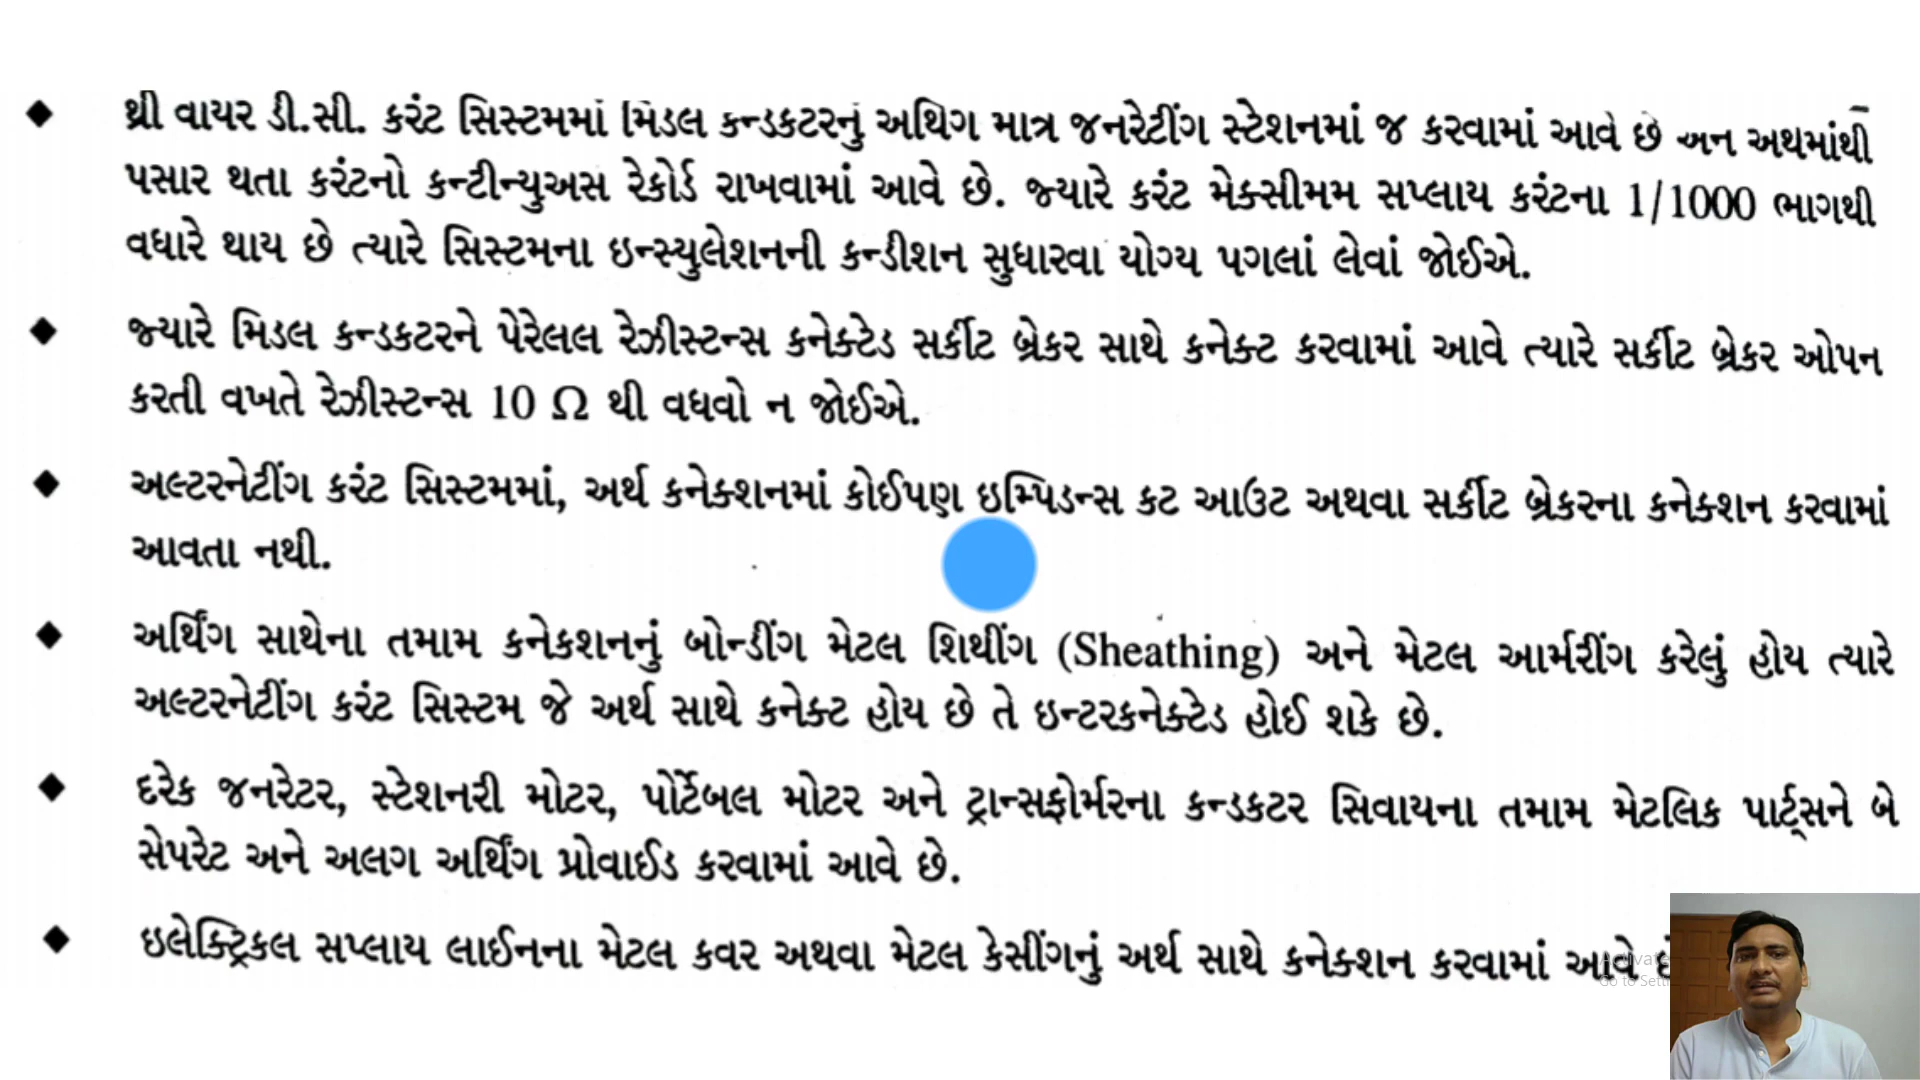 ◆ થ્રી વાયર ડી.સી. કરંટ સિસ્ટમમાં મિડલ કન્ડકટરનું અર્થિંગ માત્ર જનરેટીંગ સ્ટેશનમાં જ કરવામાં આવે છે અને અર્થમાંથી
પસાર થતા કરંટનો કન્ટીન્યુઅસ રેકોર્ડ રાખવામાં આવે છે. જ્યારે કરંટ મેક્સીમમ સપ્લાય કરંટના 1/1000 ભાગથી
વધારે થાય છે ત્યારે સિસ્ટમના ઇન્સ્યુલેશનની કન્ડીશન સુધારવા યોગ્ય પગલાં લેવાં જોઈએ.
◆ જ્યારે મિડલ કન્ડકટરને પેરેલલ રેઝીસ્ટન્સ કનેક્ટેડ સર્કીટ બ્રેકર સાથે કનેક્ટ કરવામાં આવે ત્યારે સર્કીટ બ્રેકર ઓપન
કરતી વખતે રેઝીસ્ટન્સ 10 Ω થી વધવો ન જોઈએ.
◆ અલ્ટરનેટીંગ કરંટ સિસ્ટમમાં, અર્થ કનેક્શનમાં કોઈપણ ઇમ્પિડન્સ કટ આઉટ અથવા સર્કીટ બ્રેકરના કનેક્શન કરવામાં
આવતા નથી.
◆ અર્થિંગ સાથેના તમામ કનેકશનનું બોન્ડીંગ મેટલ શિથીંગ (Sheathing) અને મેટલ આર્મરીંગ કરેલું હોય ત્યારે
અલ્ટરનેટીંગ કરંટ સિસ્ટમ જે અર્થ સાથે કનેક્ટ હોય છે તે ઇન્ટરકનેક્ટેડ હોઈ શકે છે.
◆ દરેક જનરેટર, સ્ટેશનરી મોટર, પોર્ટેબલ મોટર અને ટ્રાન્સફોર્મરના કન્ડકટર સિવાયના તમામ મેટલિક પાર્ટ્સને બે
સેપરેટ અને અલગ અર્થિંગ પ્રોવાઈડ કરવામાં આવે છે.
◆ ઇલેક્ટ્રિકલ સપ્લાય લાઈનના મેટલ કવર અથવા મેટલ કેસીંગનું અર્થ સાથે કનેક્શન કરવામાં આવે
Activate
Go to